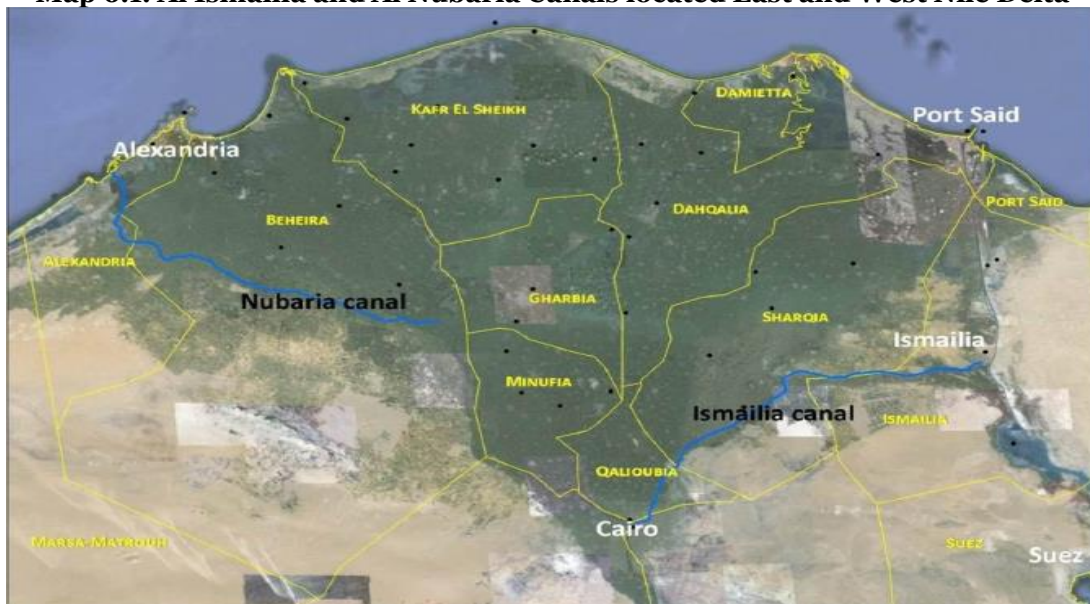 Map 6.1. Al Ismailia and Al Nubaria Canals located East and West Nile Delta
DAMIETTA
KAFR EL SHEIKH
Port Said
Alexandria
PORT SAID
DAHQALIA
BEHEIRA
ALEXANDRIA
Nubaria canal
GHARBIA
SHARQIA
Ismailia
MINUFIA
Ismailia canal
ISMAILIA
QALIOUBIA
Cairo
MARSA-MATROUH
SUEZ
Suez